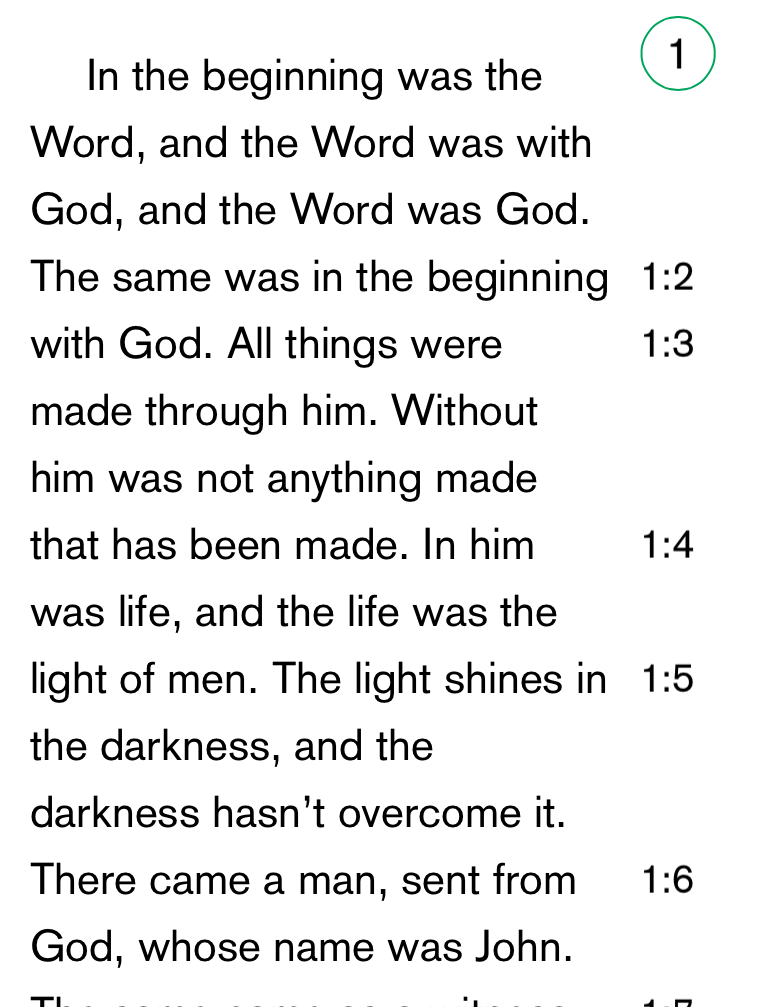 1
In the beginning was the
Word, and the Word was with
God, and the Word was God.
The same was in the beginning 1:2
with God. All things were 1:3
made through him. Without
him was not anything made
that has been made. In him 1:4
was life, and the life was the
light of men. The light shines in 1:5
the darkness, and the
darkness hasn’t overcome it.
There came a man, sent from 1:6
God, whose name was John.